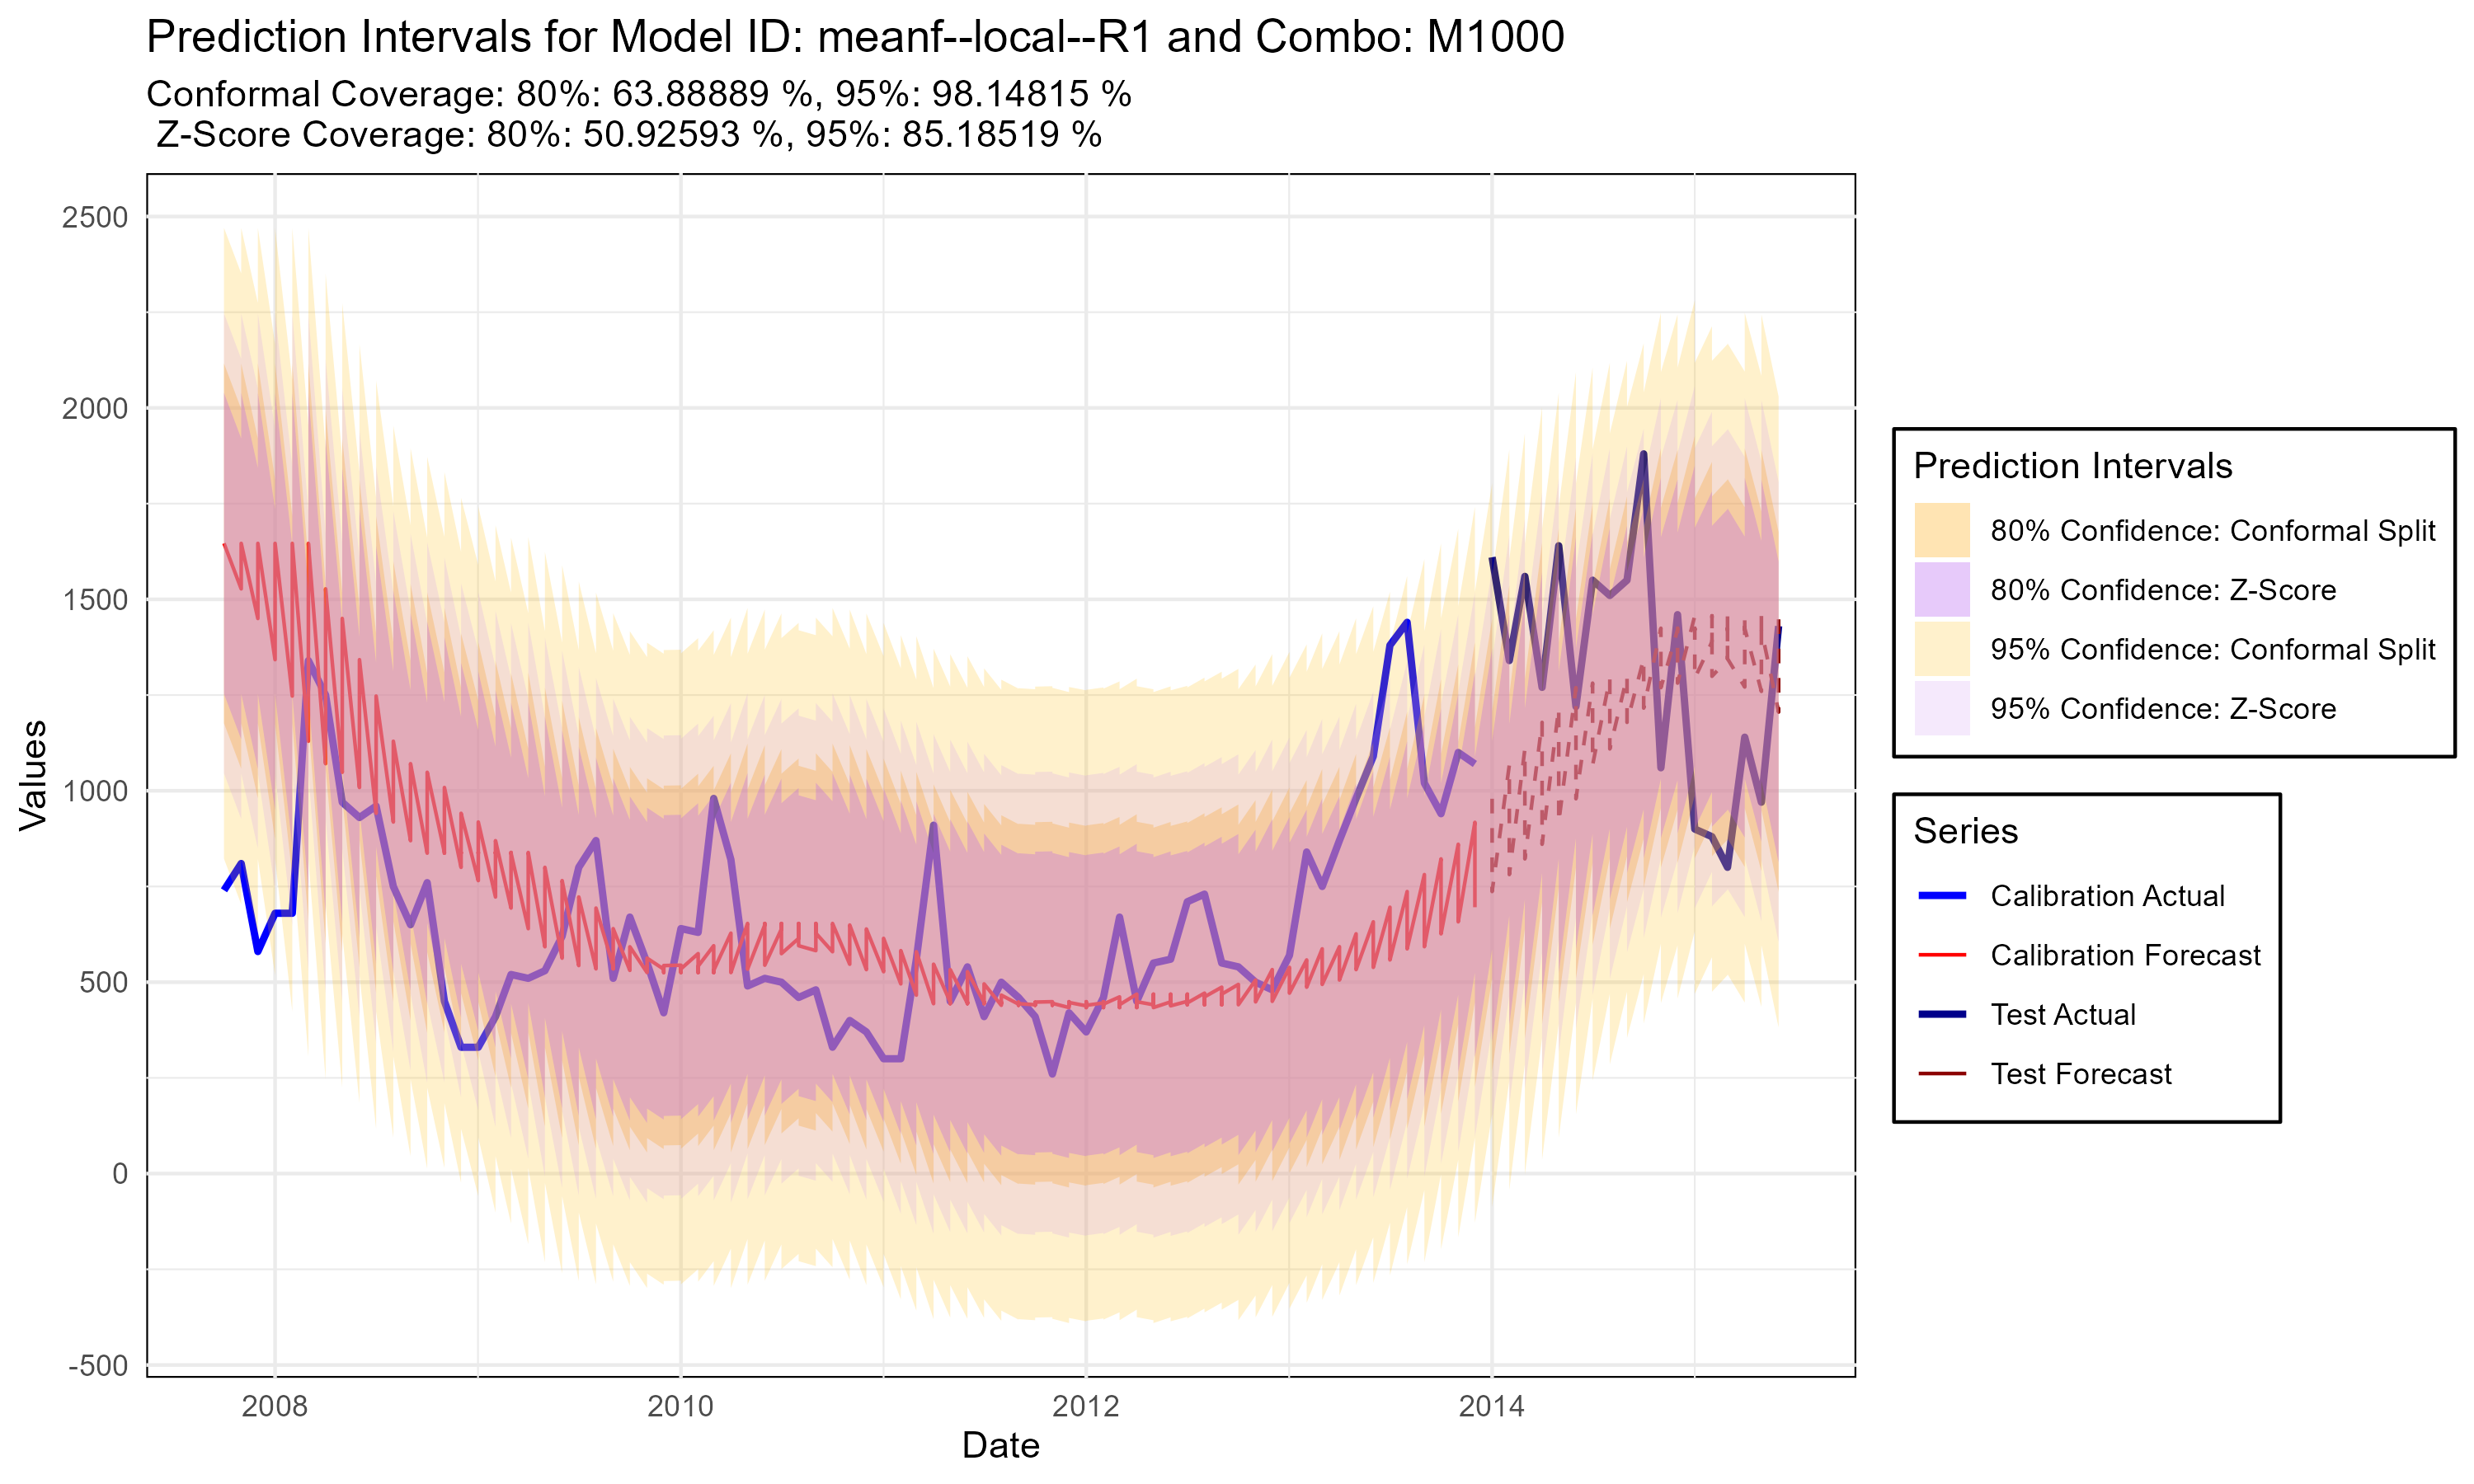 Prediction Intervals for Model ID: meanf--local--R1 and Combo: M1000
Conformal Coverage: 80%: 63.88889 %, 95%: 98.14815 %
Z-Score Coverage: 80%: 50.92593 %, 95%: 85.18519 %
Values
2500
2000
1500
1000
500
0
-500
2008
2010
2012
2014
Date
Prediction Intervals
80% Confidence: Conformal Split
80% Confidence: Z-Score
95% Confidence: Conformal Split
95% Confidence: Z-Score
Series
Calibration Actual
Calibration Forecast
Test Actual
Test Forecast